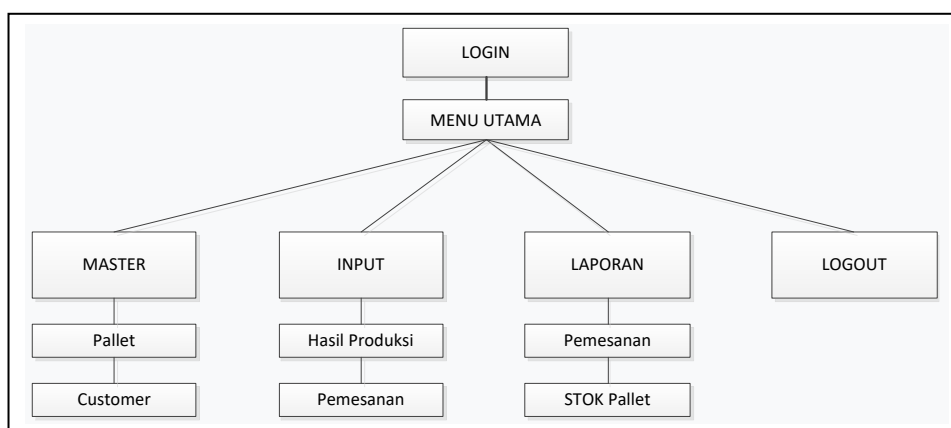 LOGIN
MENU UTAMA
MASTER
INPUT
LAPORAN
LOGOUT
Pallet
Hasil Produksi
Pemesanan
Customer
Pemesanan
STOK Pallet